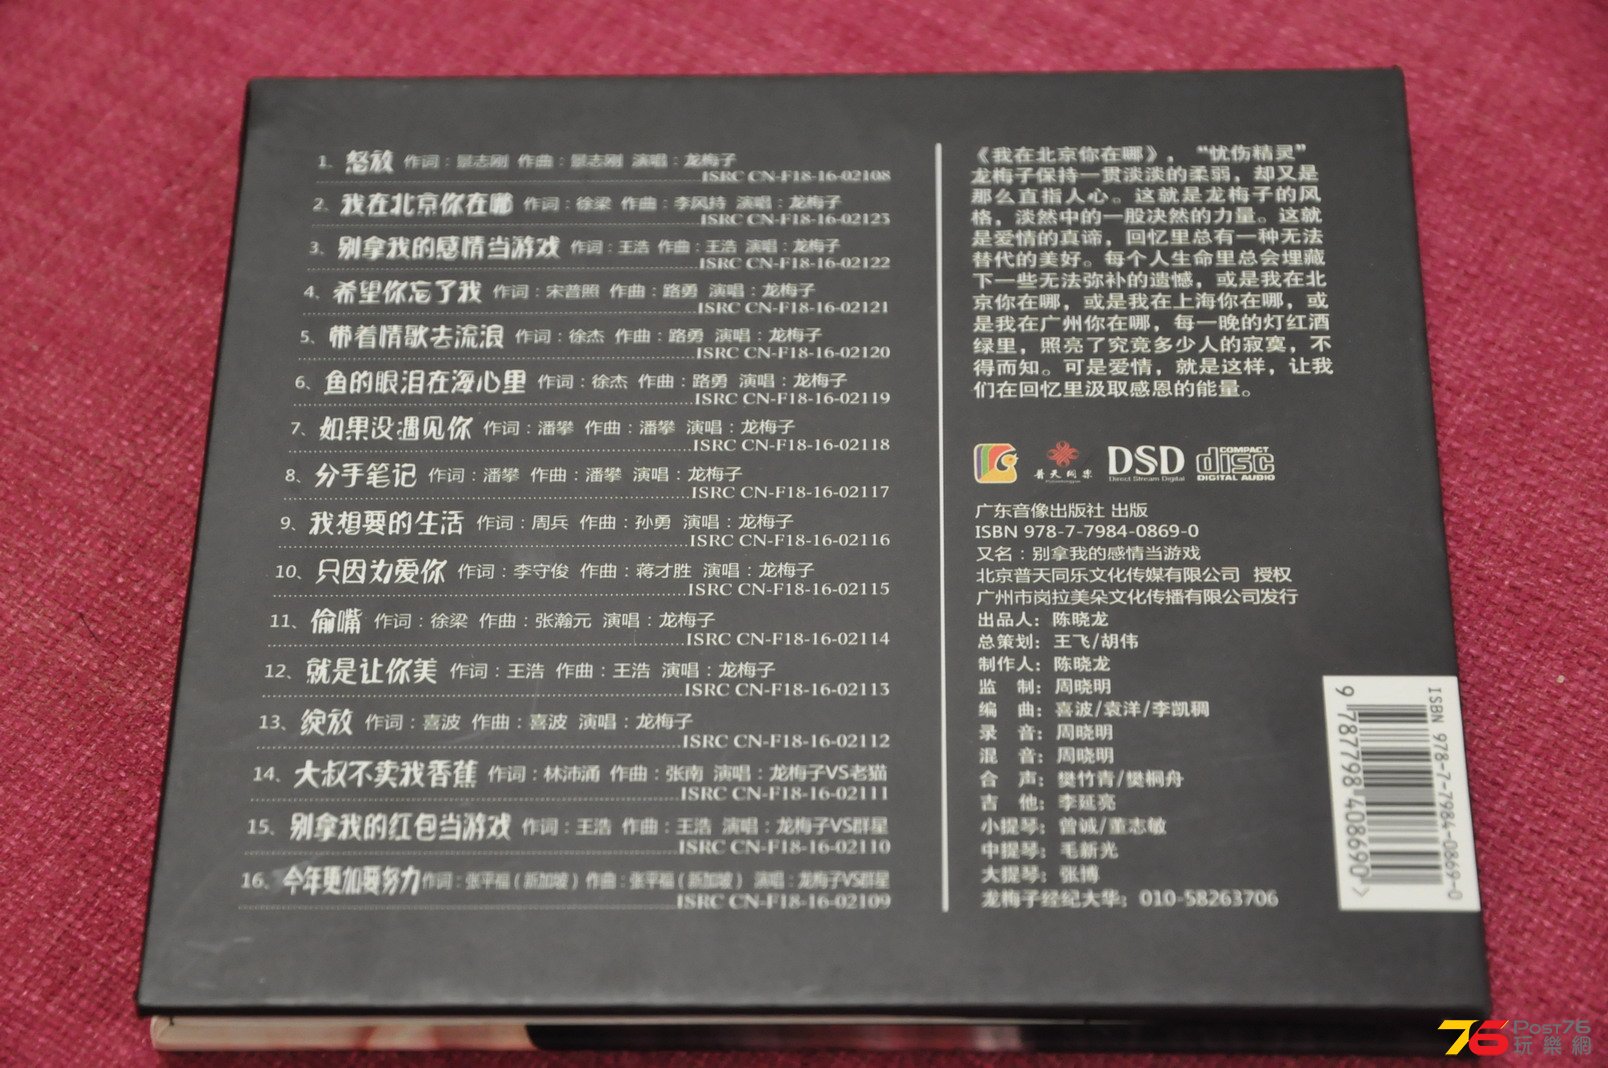 1、怒放 作词：景志刚 作曲：景志刚 演唱：龙梅子
ISRC CN-F18-16-02108
2、我在北京你在哪 作词：徐梁 作曲：李风持 演唱：龙梅子
ISRC CN-F18-16-02123
3、别拿我的感情当游戏 作词：王浩 作曲：王浩 演唱：龙梅子
ISRC CN-F18-16-02122
4、希望你忘了我 作词：宋普照 作曲：路勇 演唱：龙梅子
ISRC CN-F18-16-02121
5、带着情歌去流浪 作词：徐杰 作曲：路勇 演唱：龙梅子
ISRC CN-F18-16-02120
6、鱼的眼泪在海心里 作词：徐杰 作曲：路勇 演唱：龙梅子
ISRC CN-F18-16-02119
7、如果没遇见你 作词：潘攀 作曲：潘攀 演唱：龙梅子
ISRC CN-F18-16-02118
8、分手笔记 作词：潘攀 作曲：潘攀 演唱：龙梅子
ISRC CN-F18-16-02117
9、我想要的生活 作词：周兵 作曲：孙勇 演唱：龙梅子
ISRC CN-F18-16-02116
10、只因为爱你 作词：李守俊 作曲：蒋才胜 演唱：龙梅子
ISRC CN-F18-16-02115
11、偷嘴 作词：徐梁 作曲：张瀚元 演唱：龙梅子
ISRC CN-F18-16-02114
12、就是让你美 作词：王浩 作曲：王浩 演唱：龙梅子
ISRC CN-F18-16-02113
13、绽放 作词：喜波 作曲：喜波 演唱：龙梅子
ISRC CN-F18-16-02112
14、大叔不卖我香蕉 作词：林沛涌 作曲：张南 演唱：龙梅子VS老猫
ISRC CN-F18-16-02111
15、别拿我的红包当游戏 作词：王浩 作曲：王浩 演唱：龙梅子VS群星
ISRC CN-F18-16-02110
16、今年更加要努力 作词：张平福（新加坡） 作曲：张平福（新加坡） 演唱：龙梅子VS群星
ISRC CN-F18-16-02109
《我在北京你在哪》，“忧伤精灵”
龙梅子保持一贯淡淡的柔弱，却又是
那么直指人心。这就是龙梅子的风
格，淡然中的一股决然的力量。这就
是爱情的真谛，回忆里总有一种无法
替代的美好。每个人生命里总会埋藏
下一些无法弥补的遗憾，或是我在北
京你在哪，或是我在上海你在哪，或
是我在广州你在哪，每一晚的灯红酒
绿里，照亮了究竟多少人的寂寞，不
得而知。可是爱情，就是这样，让我
们在回忆里汲取感恩的能量。
普天同乐
DSD
Direct Stream Digital
COMPACT
disc
DIGITAL AUDIO
广东音像出版社 出版
ISBN 978-7-7984-0869-0
又名：别拿我的感情当游戏
北京普天同乐文化传媒有限公司 授权
广州市岗拉美朵文化传播有限公司发行
出品人：陈晓龙
总策划：王飞/胡伟
制作人：陈晓龙
监 制：周晓明
编 曲：喜波/袁洋/李凯稠
录 音：周晓明
混 音：周晓明
合 声：樊竹青/樊桐舟
吉 他：李延亮
小提琴：曾诚/董志敏
中提琴：毛新光
大提琴：张博
龙梅子经纪大华：010-58263706
ISBN 978-7-7984-0869-0
9 787798 408690 >
76 POST76
玩樂網